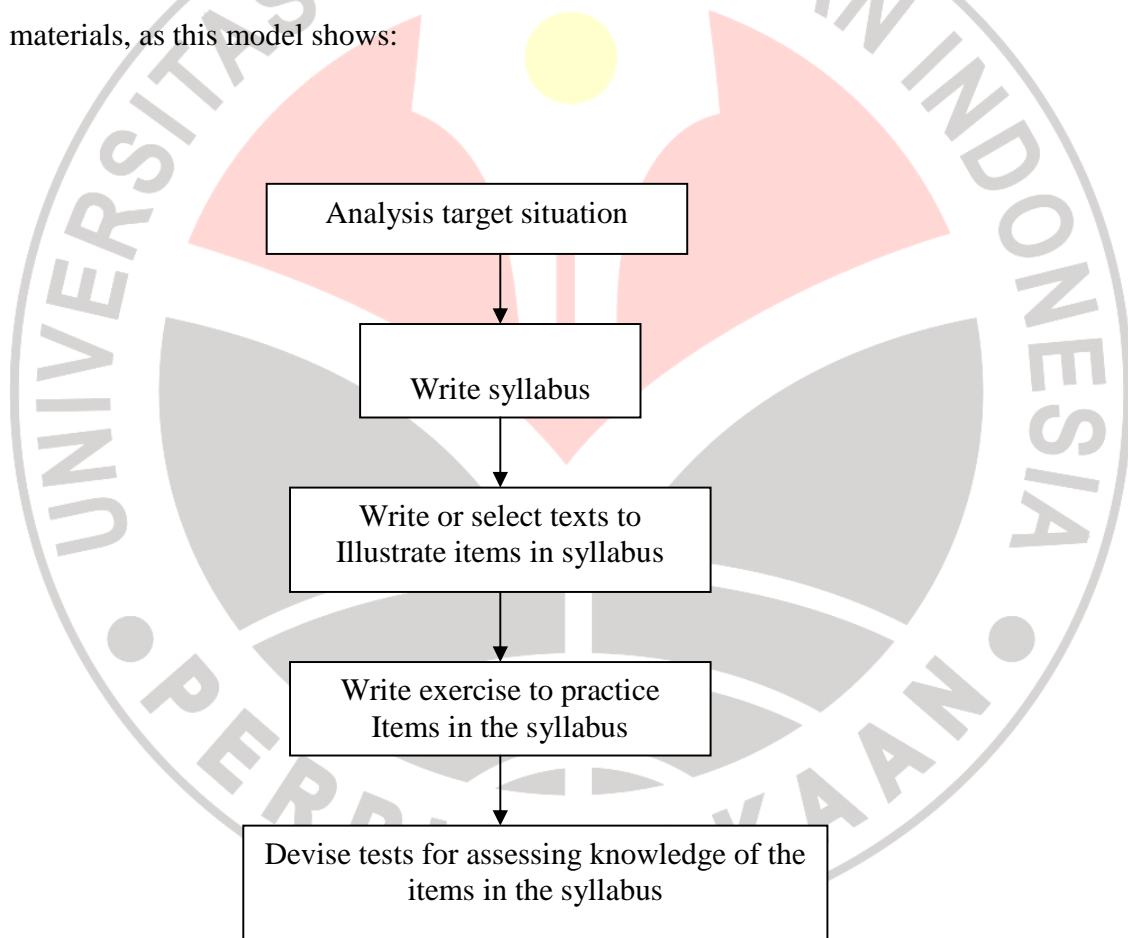 materials, as this model shows:
Analysis target situation
Write syllabus
Write or select texts to
Illustrate items in syllabus
Write exercise to practice
Items in the syllabus
Devise tests for assessing knowledge of the
items in the syllabus
INDONESIA